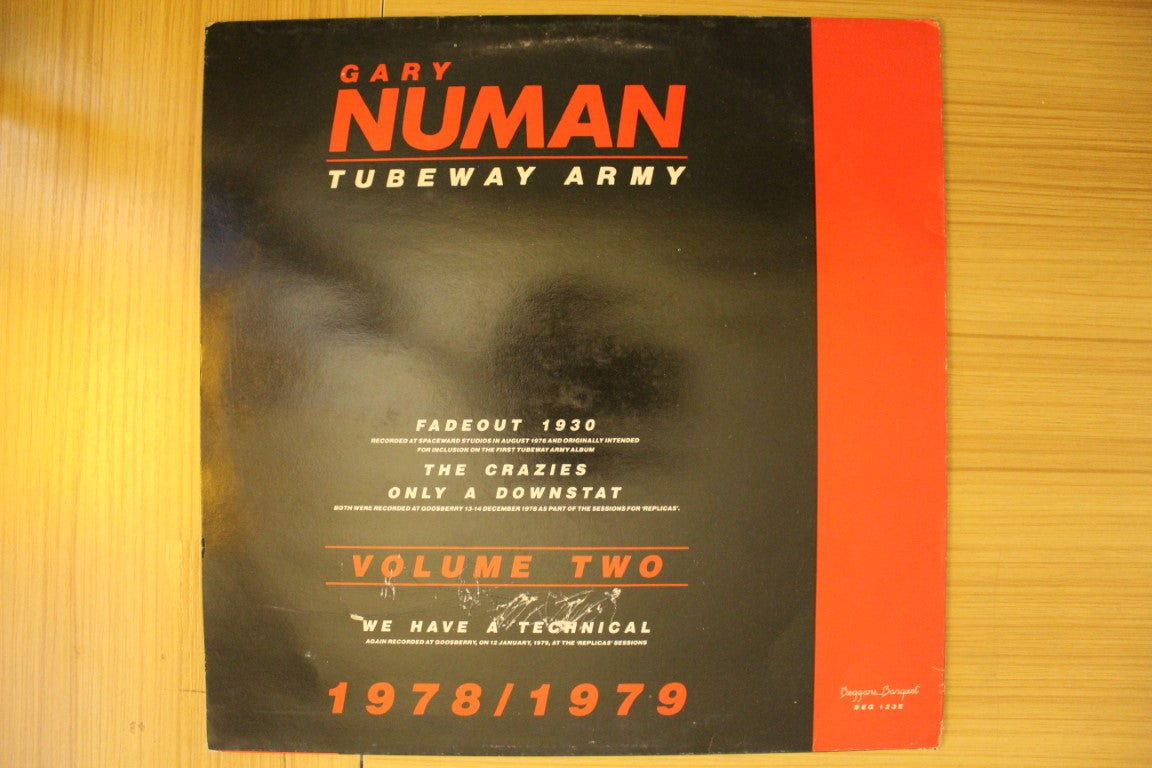 GARY
NUMAN
TUBEWAY ARMY
FADEOUT 1930
RECORDED AT SPACEWARD STUDIOS IN AUGUST 1978 AND ORIGINALLY INTENDED
FOR INCLUSION ON THE FIRST TUBEWAY ARMY ALBUM
THE CRAZIES
ONLY A DOWNSTAT
BOTH WERE RECORDED AT GOOSBERRY 13-14 DECEMBER 1978 AS PART OF THE SESSIONS FOR 'REPLICAS'.
VOLUME TWO
WE HAVE A TECHNICAL
AGAIN RECORDED AT GOOSBERRY, ON 12 JANUARY, 1979, AT THE 'REPLICAS' SESSIONS
1978/1979
Beggars Banquet
BEG 123E